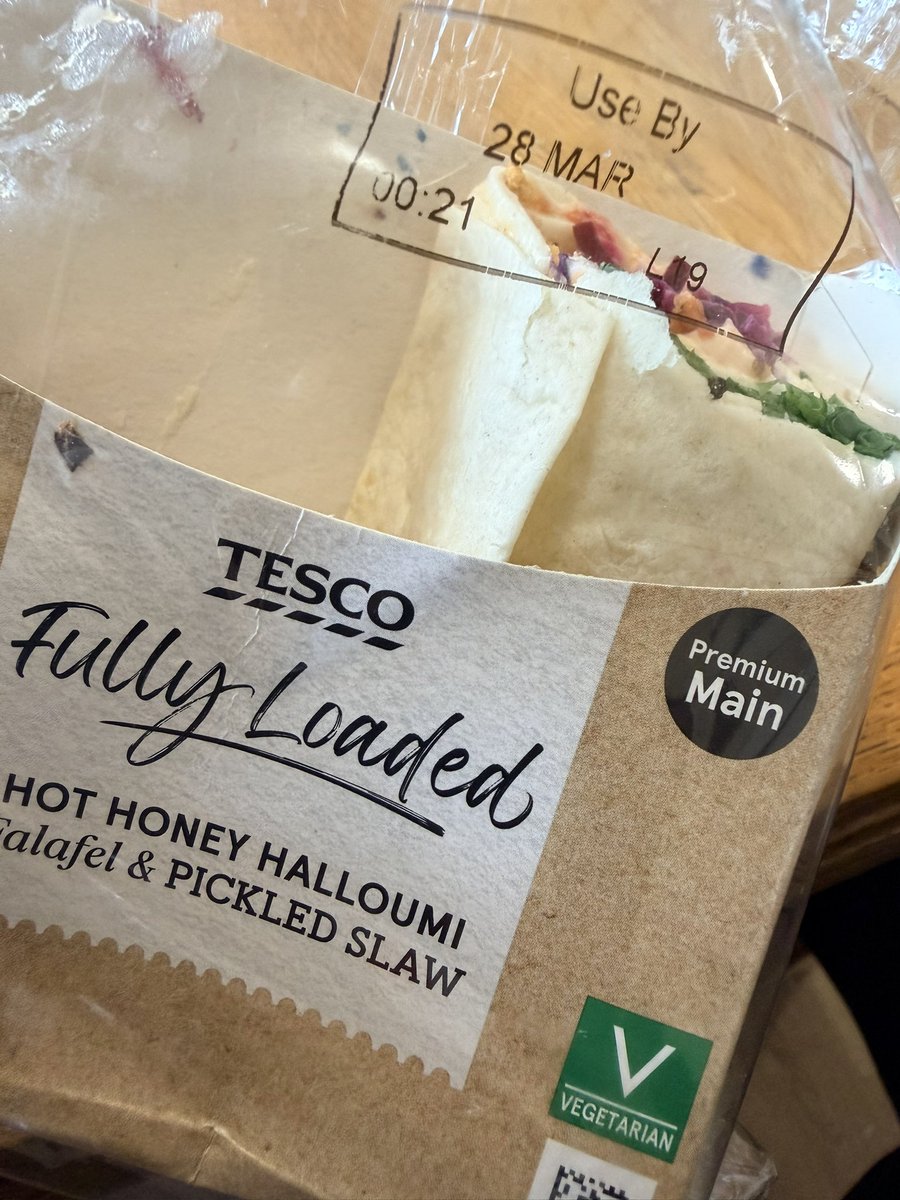 Use By
28 MAR
00:21
L19
TESCO
Fully Loaded
Premium
Main
HOT HONEY HALLOUMI
Falafel & PICKLED SLAW
V
VEGETARIAN